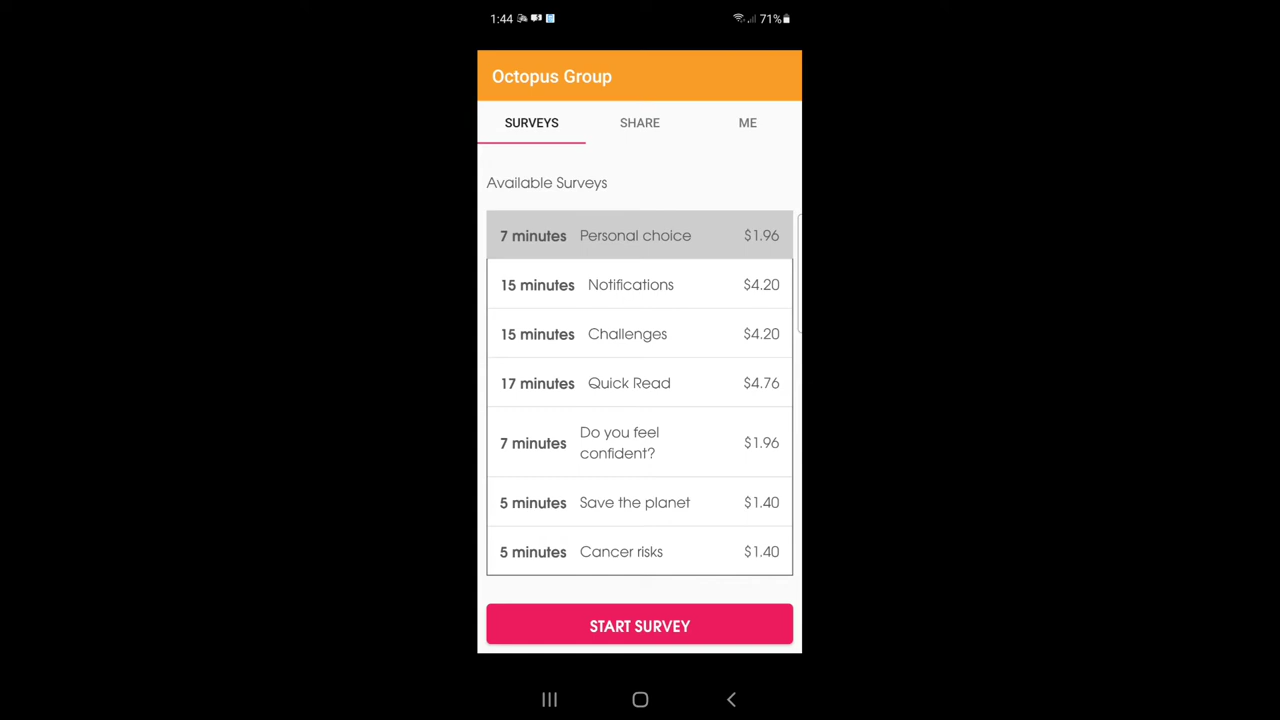 1:44 71%
Octopus Group
SURVEYS SHARE ME
Available Surveys
7 minutes Personal choice $1.96
15 minutes Notifications $4.20
15 minutes Challenges $4.20
17 minutes Quick Read $4.76
7 minutes Do you feel confident? $1.96
5 minutes Save the planet $1.40
5 minutes Cancer risks $1.40
START SURVEY